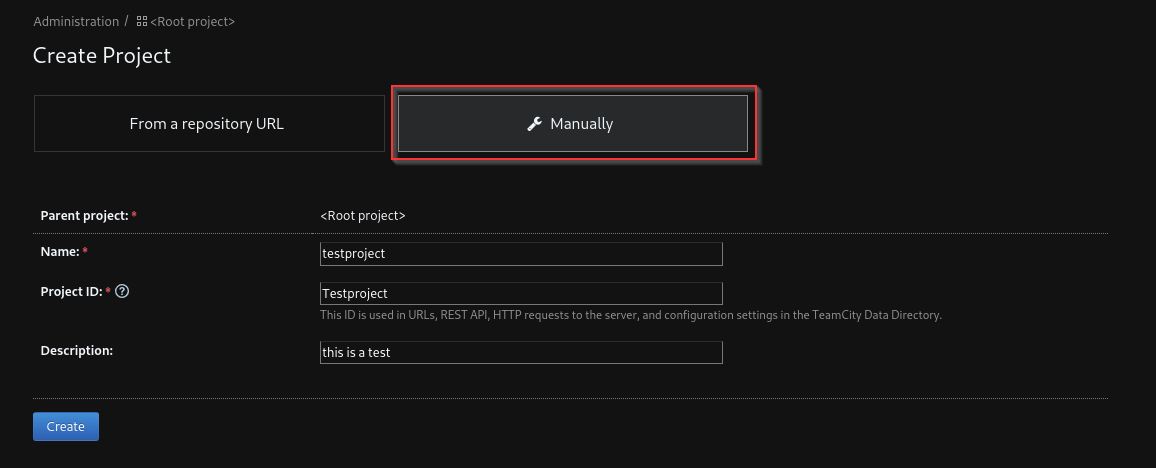 Administration / <Root project>
Create Project
From a repository URL
Manually
Parent project: * <Root project>
Name: * testproject
Project ID: * ? Testproject
This ID is used in URLs, REST API, HTTP requests to the server, and configuration settings in the TeamCity Data Directory.
Description: this is a test
Create